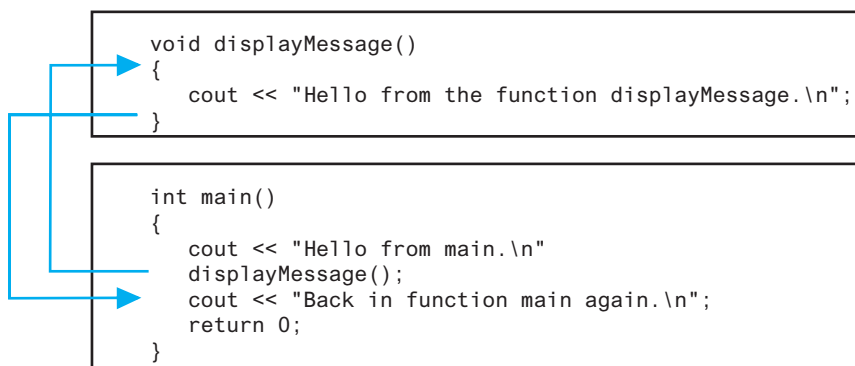 void displayMessage()
{
   cout << "Hello from the function displayMessage.\n";
}
int main()
{
   cout << "Hello from main.\n"
   displayMessage();
   cout << "Back in function main again.\n";
   return 0;
}